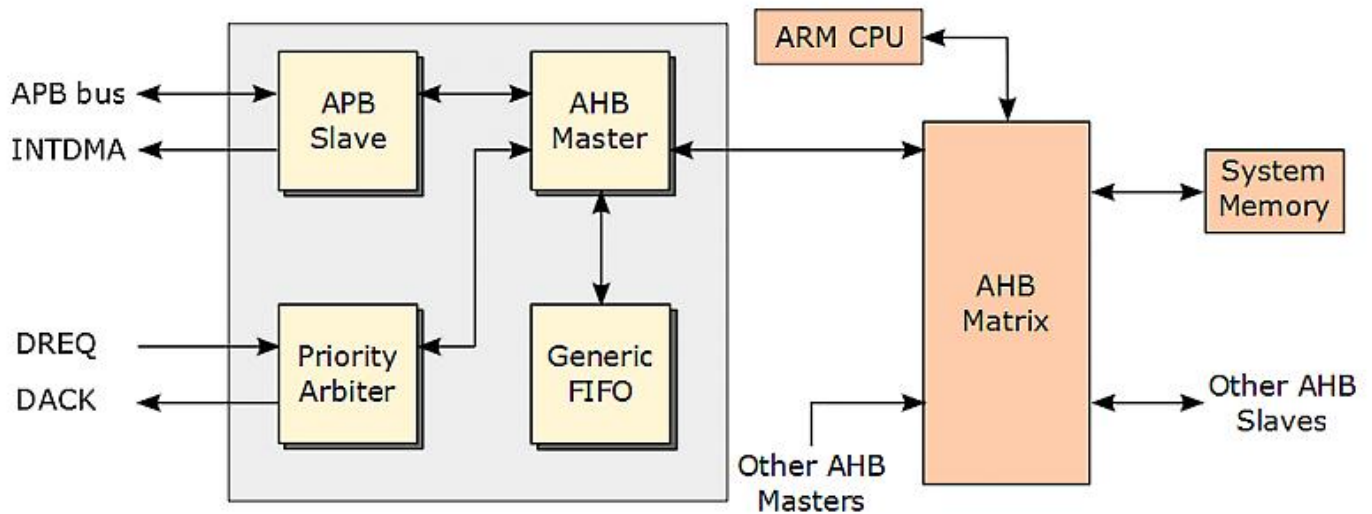 APB bus
INTDMA
DREQ
DACK
APB
Slave
AHB
Master
Priority
Arbiter
Generic
FIFO
ARM CPU
AHB
Matrix
System
Memory
Other AHB
Masters
Other AHB
Slaves